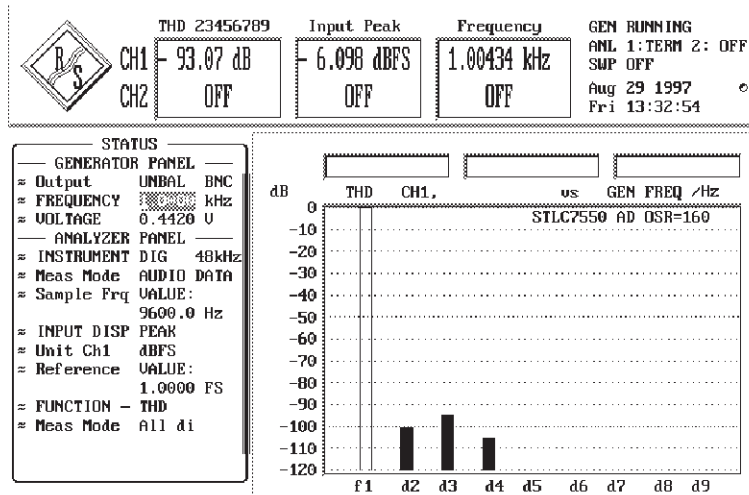 THD 23456789 Input Peak Frequency
R S
CH1 - 93.07 dB - 6.098 dBFS 1.00434 kHz
CH2 OFF OFF OFF
GEN RUNNING
ANL 1:TERM 2: OFF
SWP OFF
Aug 29 1997
Fri 13:32:54
STATUS
GENERATOR PANEL
≈ Output UNBAL BNC
≈ FREQUENCY kHz
≈ VOLTAGE 0.4420 V
ANALYZER PANEL
≈ INSTRUMENT DIG 48kHz
≈ Meas Mode AUDIO DATA
≈ Sample Frq VALUE:
9600.0 Hz
≈ INPUT DISP PEAK
≈ Unit Ch1 dBFS
≈ Reference VALUE:
1.0000 FS
≈ FUNCTION - THD
≈ Meas Mode All di
dB THD CH1, vs GEN FREQ /Hz
STLC7550 AD OSR=160
0
-10
-20
-30
-40
-50
-60
-70
-80
-90
-100
-110
-120
f1 d2 d3 d4 d5 d6 d7 d8 d9